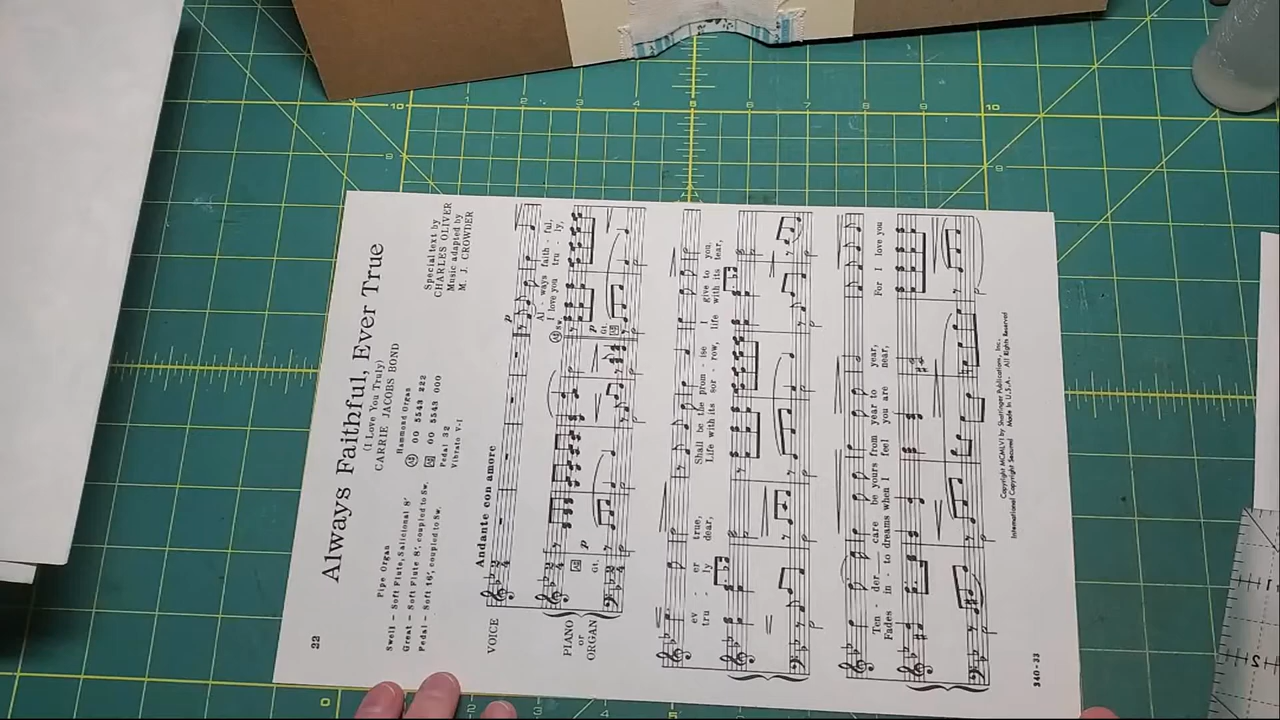 22
Always Faithful, Ever True
(I Love You Truly)
CARRIE JACOBS BOND
Special text by
CHARLES OLIVER
Music adapted by
M. J. CROWDER
Pipe Organ
Swell — Soft Flute, Salicional 8'
Great — Soft Flute 8', coupled to Sw.
Pedal — Soft 16', coupled to Sw.
Hammond Organ
00 5543 222
00 5543 000
Pedal 32
Vibrato V-1
Andante con amore
VOICE
PIANO
or
ORGAN
Gt.
Sw.
Gt.
Al - ways faith - ful,
I love you tru - ly,
ev - er true, Shall be the prom - ise I give to you,
tru - ly dear, Life with its sor - row, life with its tear,
Ten - der care be yours from year to year,
Fades in - to dreams when I feel you are near, For I love you
Copyright MCMLVI by Shattinger Publications, Inc.
International Copyright Secured Made In U.S.A. All Rights Reserved
340-23